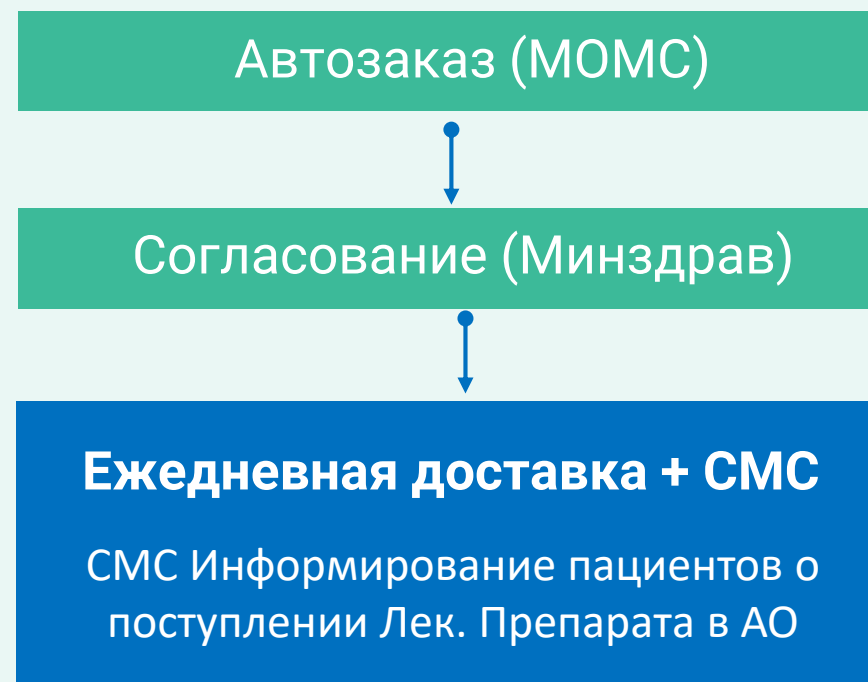 Автозаказ (МОМС)
Согласование (Минздрав)
Ежедневная доставка + СМС
СМС Информирование пациентов о
поступлении Лек. Препарата в АО